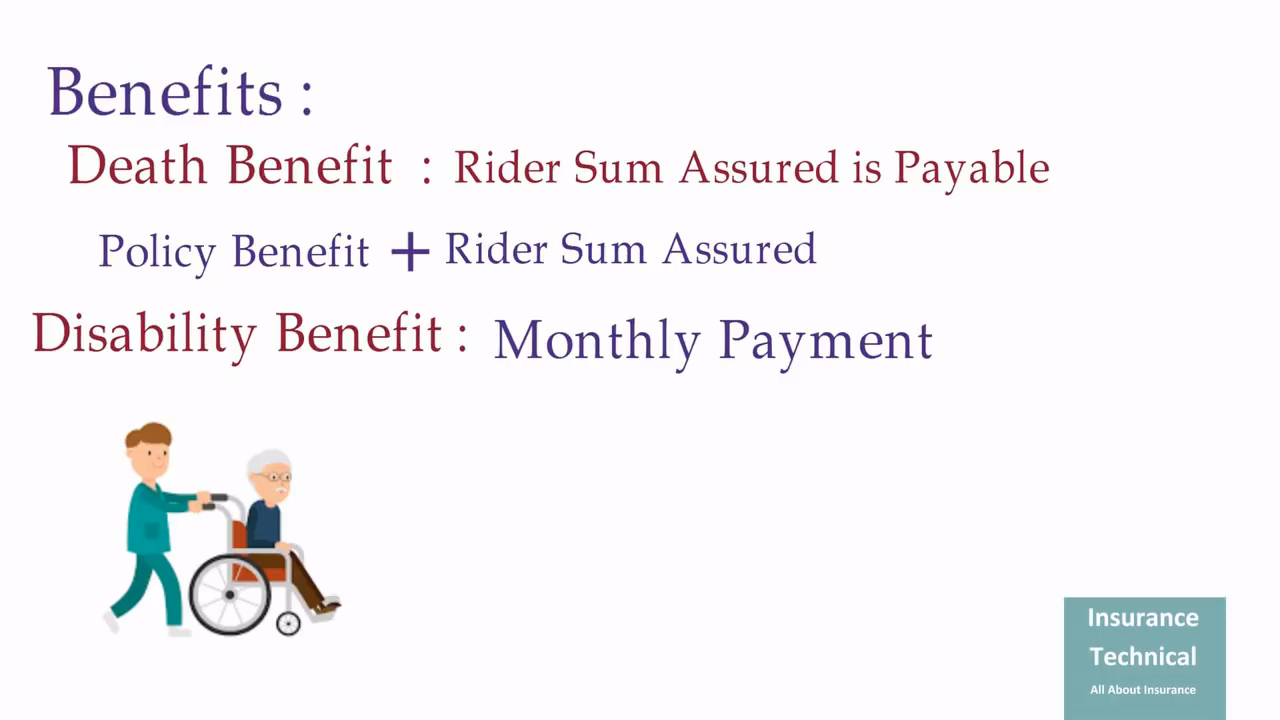 Benefits :
Death Benefit : Rider Sum Assured is Payable
Policy Benefit + Rider Sum Assured
Disability Benefit : Monthly Payment
Insurance
Technical
All About Insurance